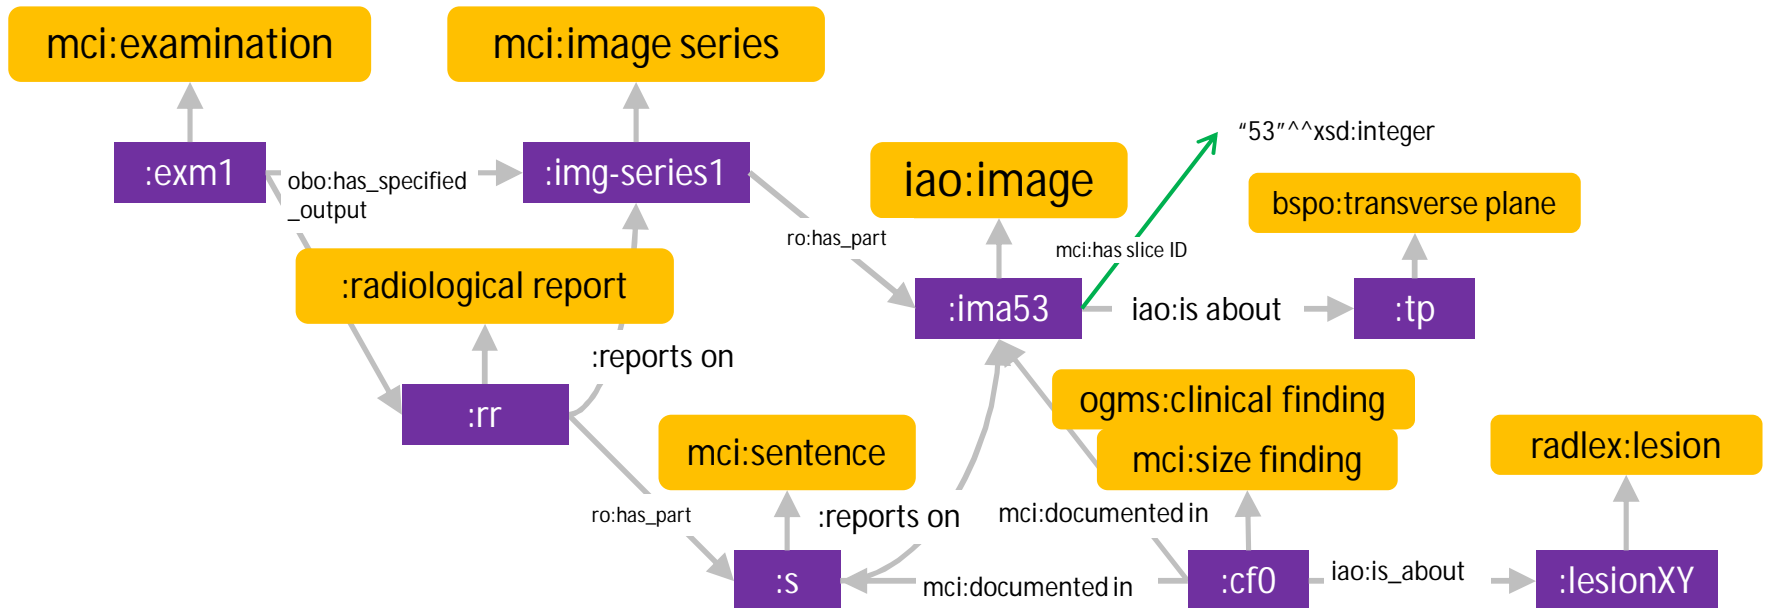 mci:examination
mci:image series
"53"^^xsd:integer
:exm1
obo:has_specified
_output
:img-series1
iao:image
bspo:transverse plane
ro:has_part
mci:has slice ID
:radiological report
:ima53
iao:is about
:tp
:reports on
:rr
ogms:clinical finding
mci:sentence
mci:size finding
radlex:lesion
ro:has_part
:reports on
mci:documented in
:s
mci:documented in
:cf0
iao:is_about
:lesionXY